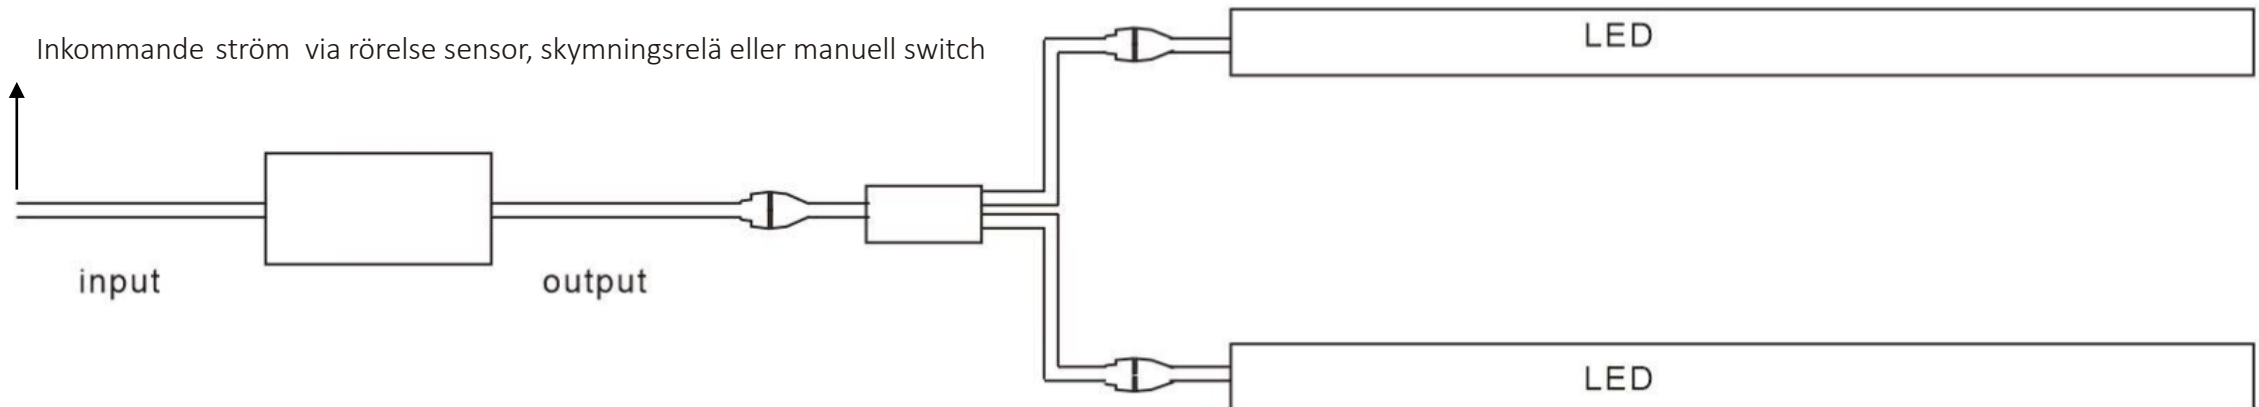 Inkommande ström via rörelse sensor, skymningsrelä eller manuell switch
LED
input
output
LED